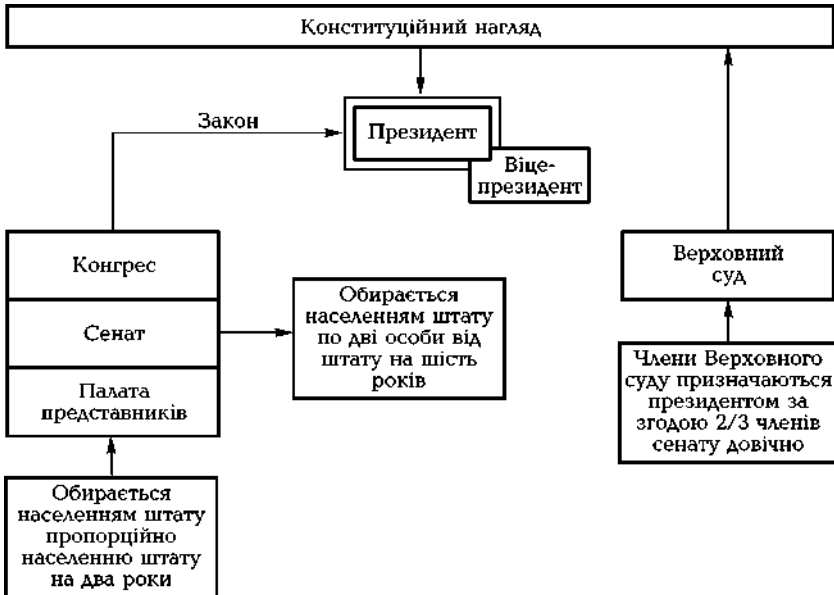 Конституційний нагляд
Закон
Президент
Віце-
президент
Конгрес
Сенат
Палата
представників
Обирається
населенням штату
по дві особи від
штату на шість
років
Верховний
суд
Члени Верховного
суду призначаються
президентом за
згодою 2/3 членів
сенату довічно
Обирається
населенням штату
пропорційно
населенню штату
на два роки